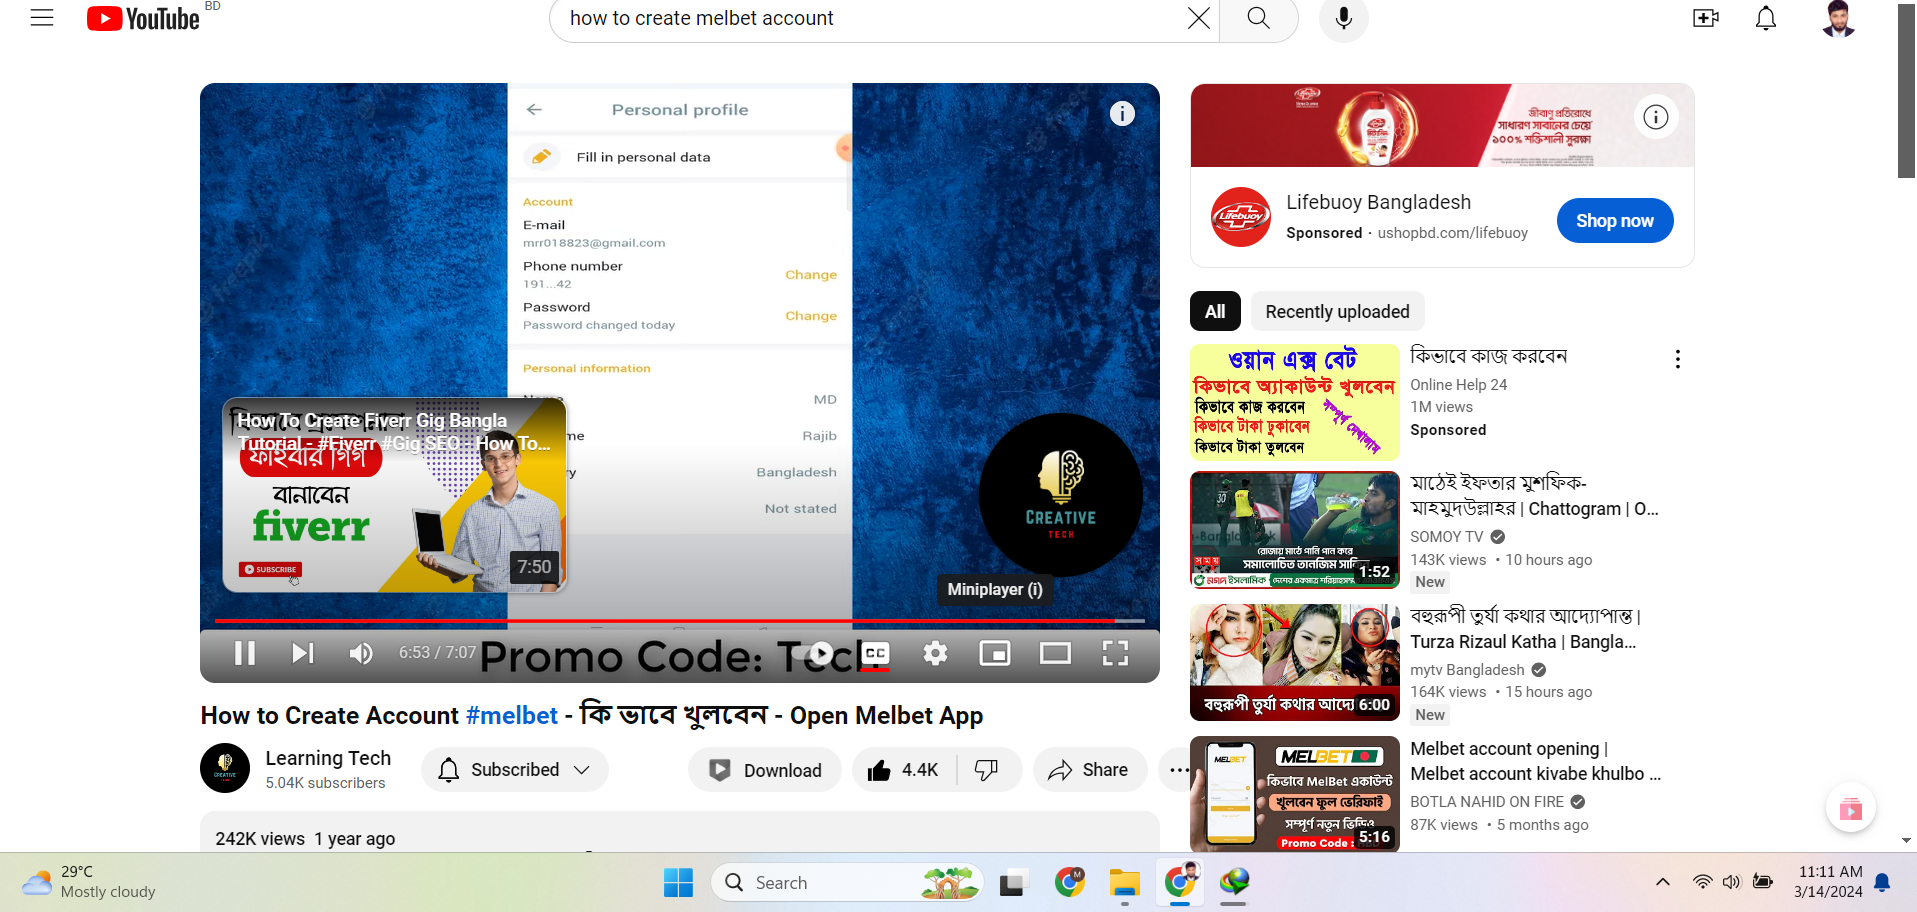 YouTube BD
how to create melbet account
Personal profile
Fill in personal data
Account
E-mail
mrr018823@gmail.com
Phone number
191...42
Change
Password
Password changed today
Change
Personal information
MD
Rajib
Bangladesh
Not stated
How To Create Fiverr Gig Bangla
Tutorial - #Fiverr #Gig SEO - How To...
ফাইবার গিগ
বানাবেন
fiverr
SUBSCRIBE
7:50
CREATIVE
TECH
Miniplayer (i)
6:53 / 7:07
Promo Code: Tech
How to Create Account #melbet - কি ভাবে খুলবেন - Open Melbet App
Learning Tech
5.04K subscribers
Subscribed
Download
4.4K
Share
242K views 1 year ago
জীবাণু প্রতিরোধে
সাধারণ সাবানের চেয়ে
১০০% শক্তিশালী সুরক্ষা
Lifebuoy
Lifebuoy Bangladesh
Sponsored · ushopbd.com/lifebuoy
Shop now
All
Recently uploaded
ওয়ান এক্স বেট
কিভাবে অ্যাকাউন্ট খুলবেন
কিভাবে কাজ করবেন
কিভাবে টাকা ঢুকাবেন
কিভাবে টাকা তুলবেন
কিভাবে কাজ করবেন
Online Help 24
1M views
Sponsored
রোজায় মাঠে পানি পান করে
সমালোচিত তানজিম সাকিব
1:52
মাঠেই ইফতার মুশফিক-
মাহমুদউল্লাহর | Chattogram | O...
SOMOY TV
143K views • 10 hours ago
New
বহুরূপী তুর্যা কথার আদ্যে
6:00
বহুরূপী তুর্যা কথার আদ্যোপান্ত |
Turza Rizaul Katha | Bangla...
mytv Bangladesh
164K views • 15 hours ago
New
MELBET
MELBET
কিভাবে MelBet একাউন্ট
খুলবেন ফুল ভেরিফাই
সম্পূর্ণ নতুন ভিডিও
Promo Code :
5:16
Melbet account opening |
Melbet account kivabe khulbo ...
BOTLA NAHID ON FIRE
87K views • 5 months ago
29°C
Mostly cloudy
Search
11:11 AM
3/14/2024